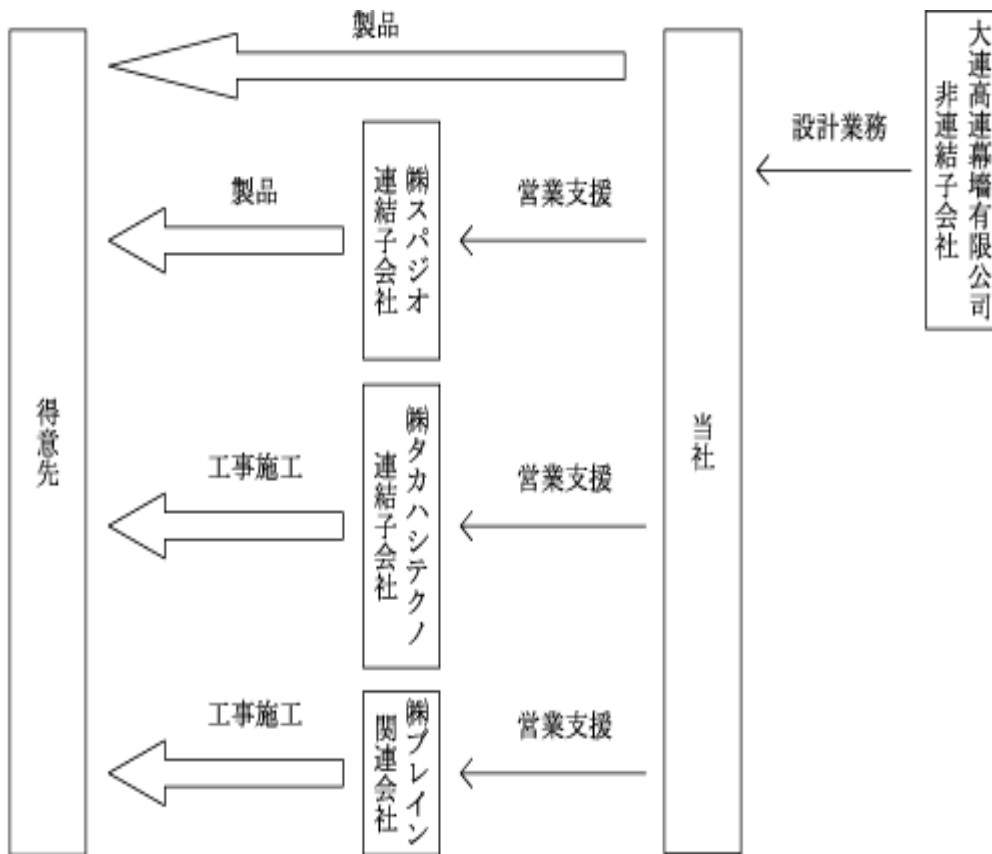 製品
大連高連幕墻有限公司
非連結子会社
設計業務
㈱スパジオ
連結子会社
製品
営業支援
得意先
当社
㈱タカハシテクノ
連結子会社
工事施工
営業支援
㈱ブレイン
関連会社
工事施工
営業支援